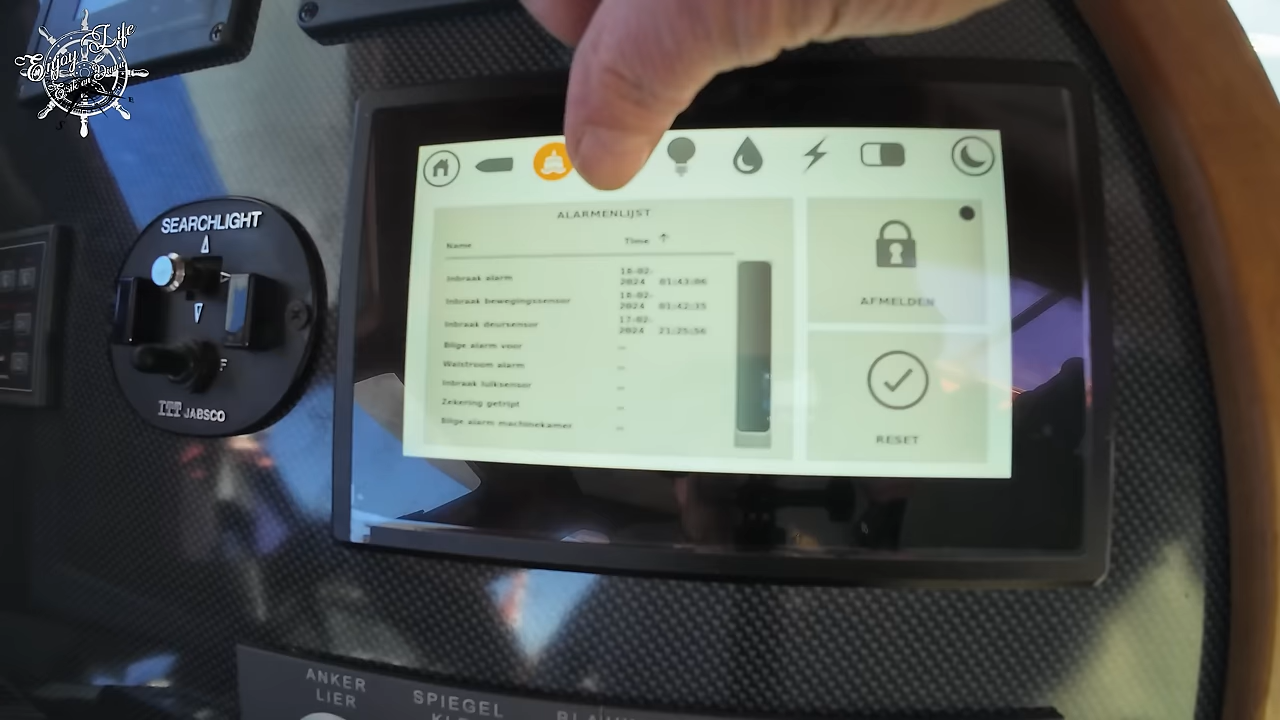 Enjoy Life
SEARCHLIGHT
F
ITT JABSCO
ALARMENLIJST
Name Time
Inbraak alarm 18-02-2024 01:43:06
Inbraak bewegingssensor 18-02-2024 01:42:35
Inbraak deursensor 17-02-2024 21:25:56
Bilge alarm voor --
Walstroom alarm --
Inbraak luiksensor --
Zekering getript --
Bilge alarm machinekamer --
AFMELDEN
RESET
ANKER
LIER
SPIEGEL